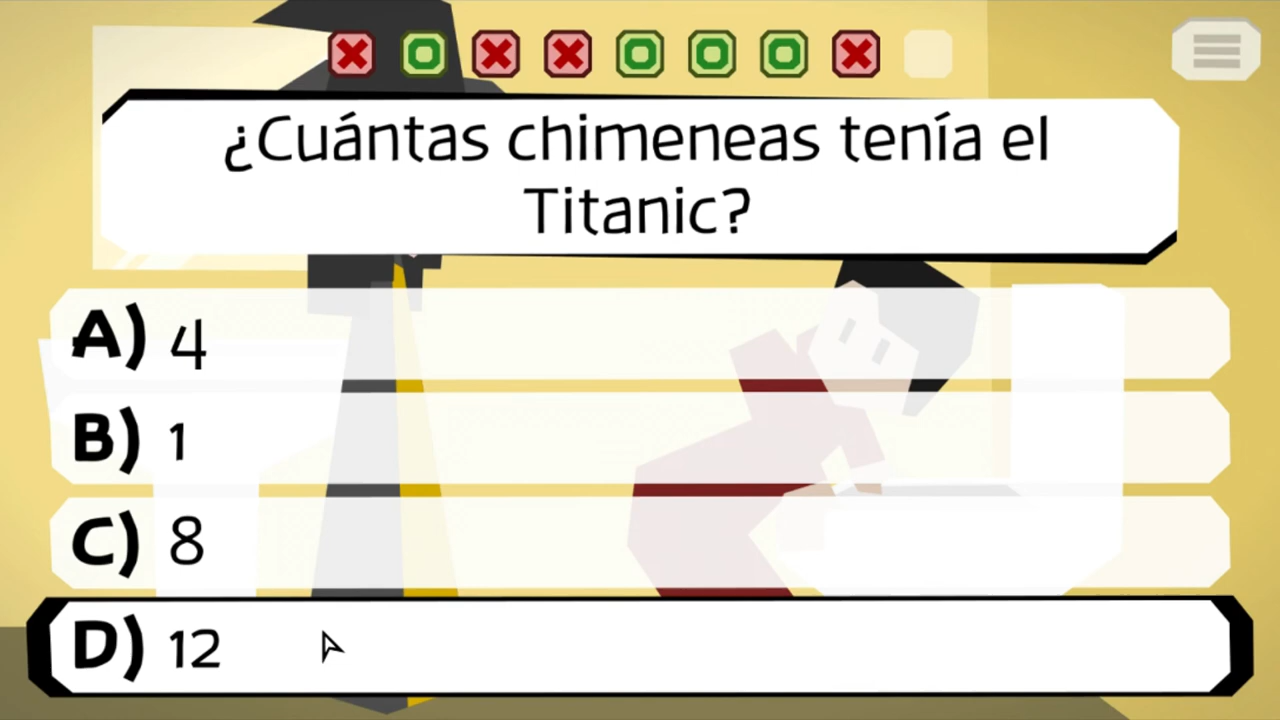 ¿Cuántas chimeneas tenía el
Titanic?
A) 4
B) 1
C) 8
D) 12